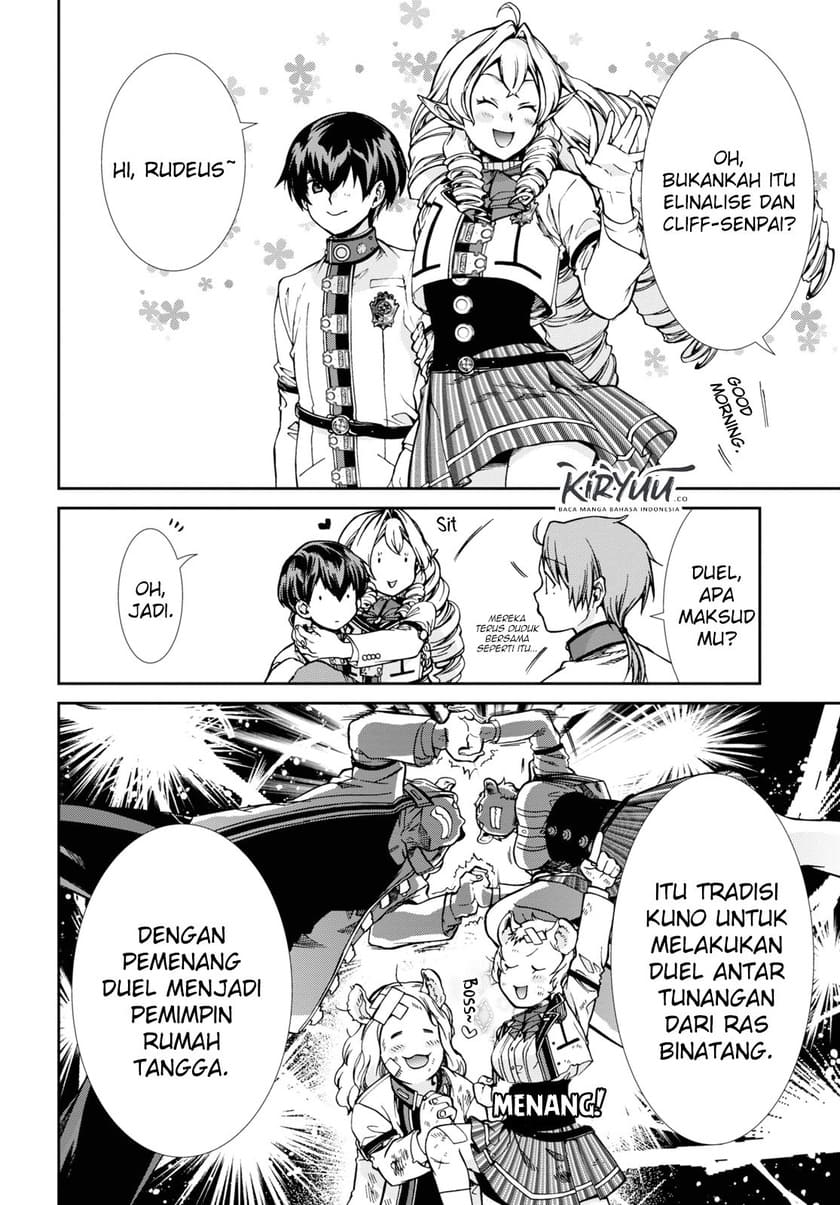 OH,
BUKANKAH ITU
ELINALISE DAN
CLIFF-SENPAI?
HI, RUDEUS~
GOOD
MORNING.
KIRYUU.CO
BACA MANGA BAHASA INDONESIA
DUEL,
APA
MAKSUD
MU?
MEREKA
TERUS DUDUK
BERSAMA
SEPERTI ITU...
Sit
OH,
JADI.
ITU TRADISI
KUNO UNTUK
MELAKUKAN
DUEL ANTAR
TUNANGAN
DARI RAS
BINATANG.
DENGAN
PEMENANG
DUEL MENJADI
PEMIMPIN
RUMAH
TANGGA.
BOSS~
MENANG!